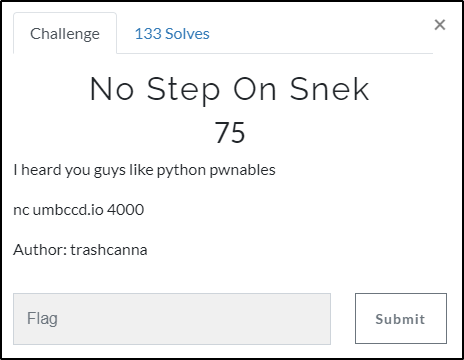 Challenge 133 Solves ×
No Step On Snek
75
I heard you guys like python pwnables
nc umbccd.io 4000
Author: trashcanna
Flag Submit